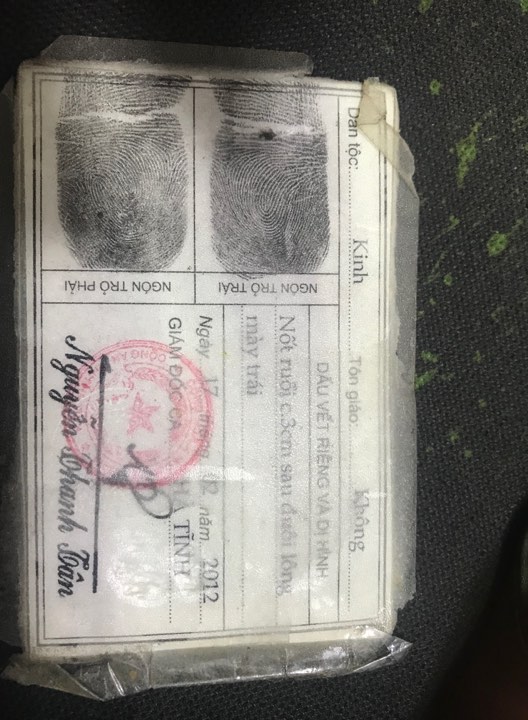 Dân tộc: Kinh Tôn giáo: Không
NGÓN TRỎ TRÁI
NGÓN TRỎ PHẢI
DẤU VẾT RIÊNG VÀ DỊ HÌNH
Nốt ruồi c.3cm sau đuôi lông
mày trái
Ngày 17 tháng 02 năm 2012
GIÁM ĐỐC CA HÀ TĨNH
CÔNG AN
Nguyễn Thanh Tân